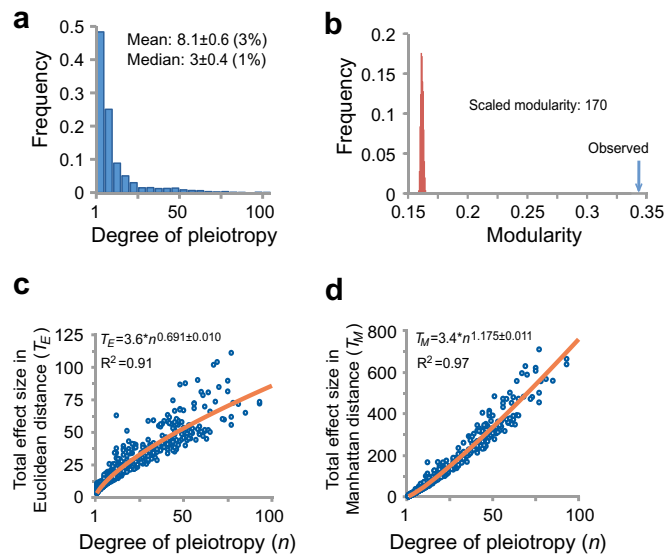 a
Mean: 8.1±0.6 (3%)
Median: 3±0.4 (1%)
Frequency
0.5
0.4
0.3
0.2
0.1
0
1 50 100
Degree of pleiotropy
b
Scaled modularity: 170
Observed
Frequency
0.2
0.15
0.1
0.05
0
0.15 0.2 0.25 0.3 0.35
Modularity
c
T_E=3.6*n^0.691±0.010
R²=0.91
Total effect size in
Euclidean distance (T_E)
125
100
75
50
25
0
1 50 100
Degree of pleiotropy (n)
d
T_M=3.4*n^1.175±0.011
R²=0.97
Total effect size in
Manhattan distance (T_M)
800
600
400
200
0
1 50 100
Degree of pleiotropy (n)